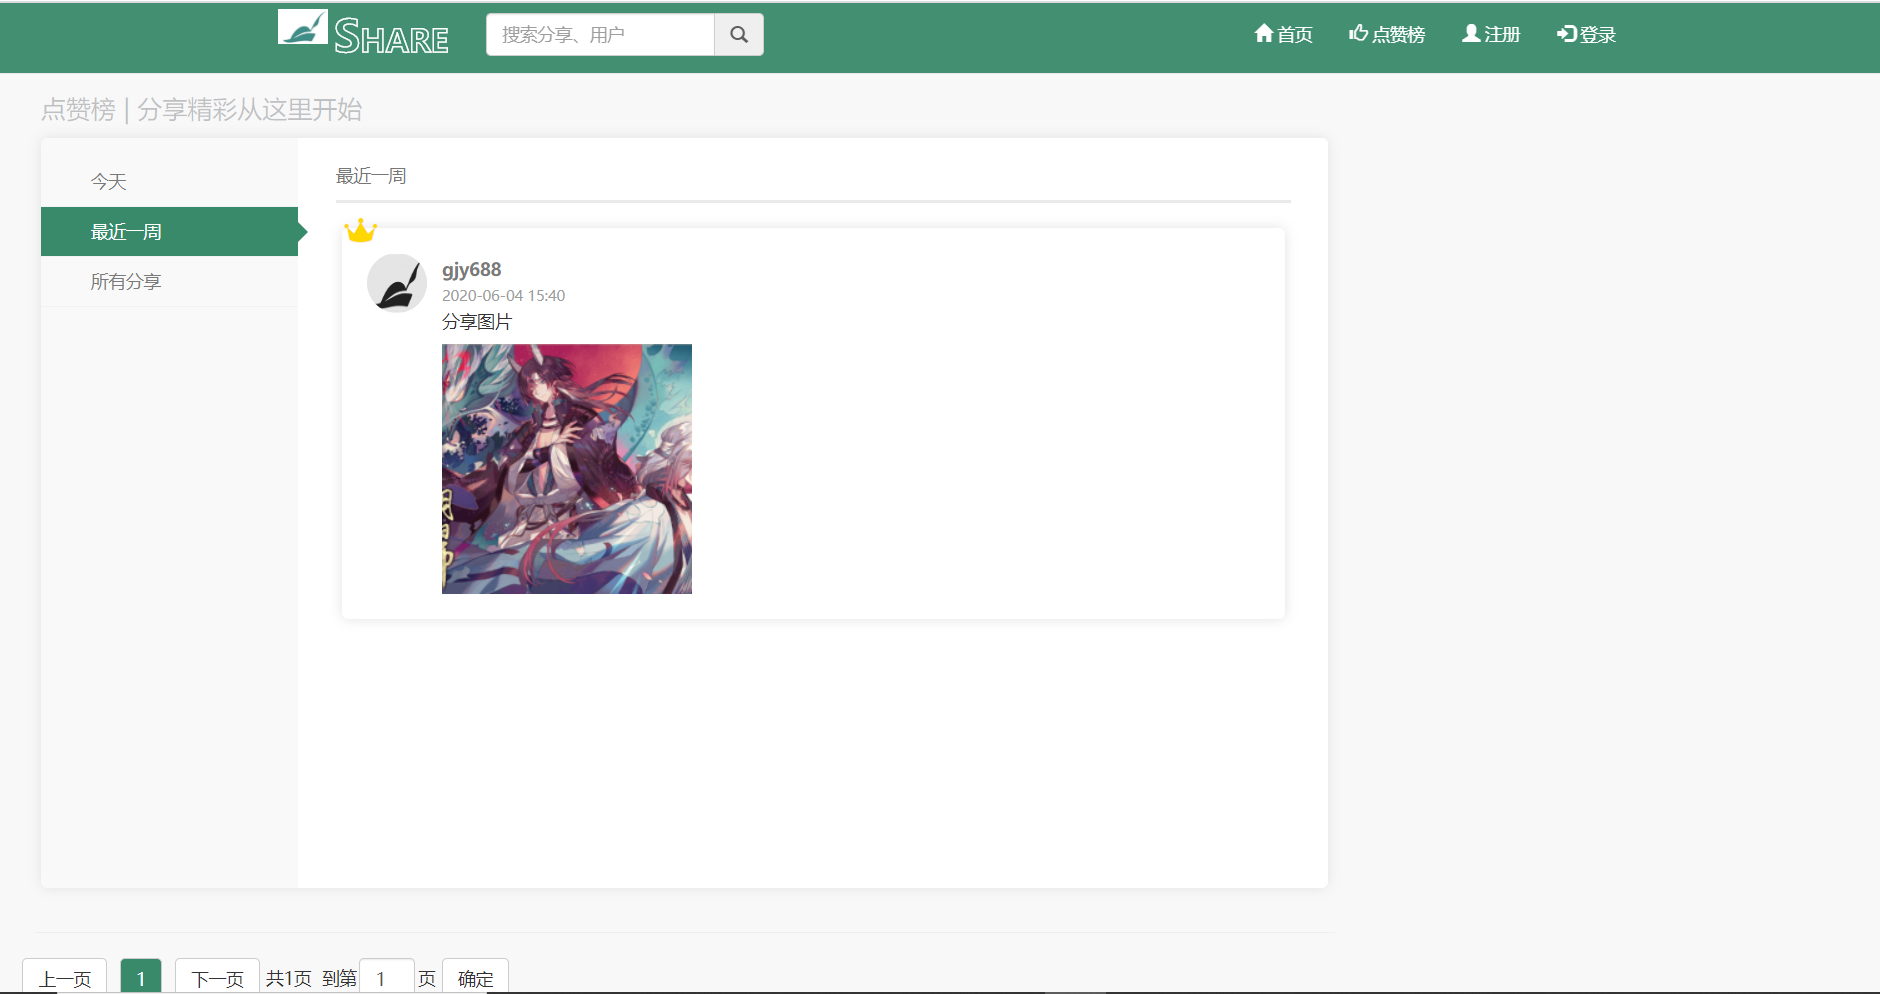 SHARE
搜索分享、用户
首页
点赞榜
注册
登录
点赞榜 | 分享精彩从这里开始
今天
最近一周
所有分享
最近一周
gjy688
2020-06-04 15:40
分享图片
上一页 1 下一页 共1页 到第 1 页 确定